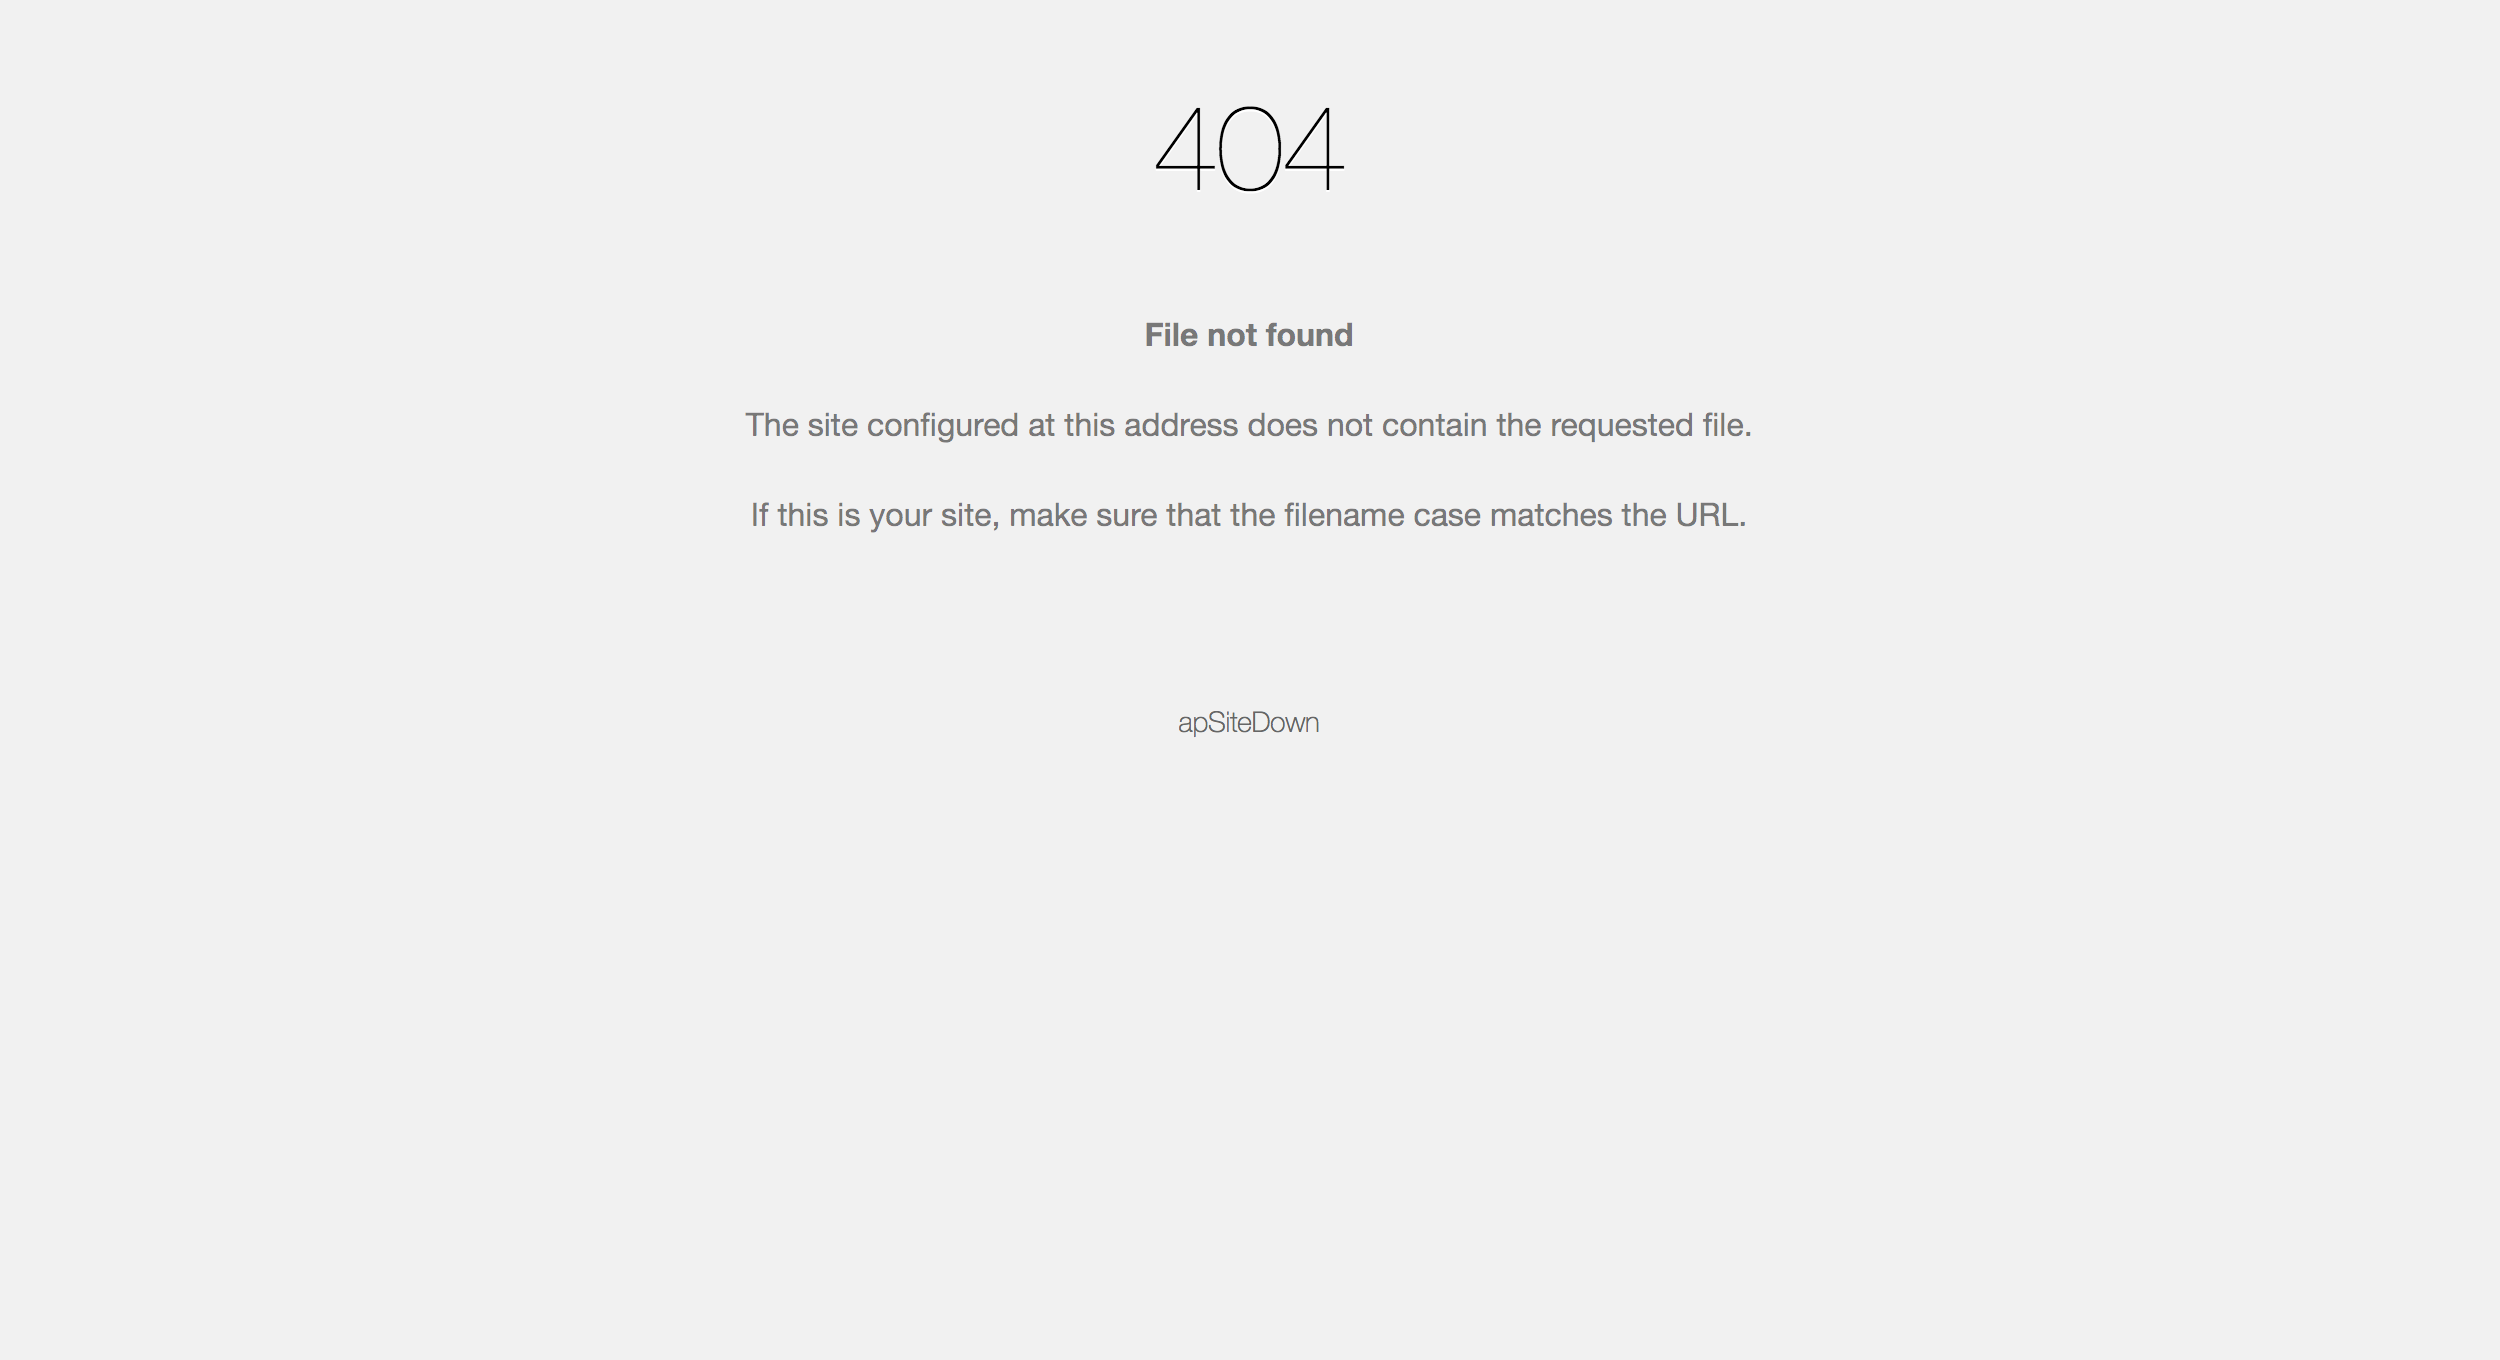 404
File not found
The site configured at this address does not contain the requested file.
If this is your site, make sure that the filename case matches the URL.
apSiteDown